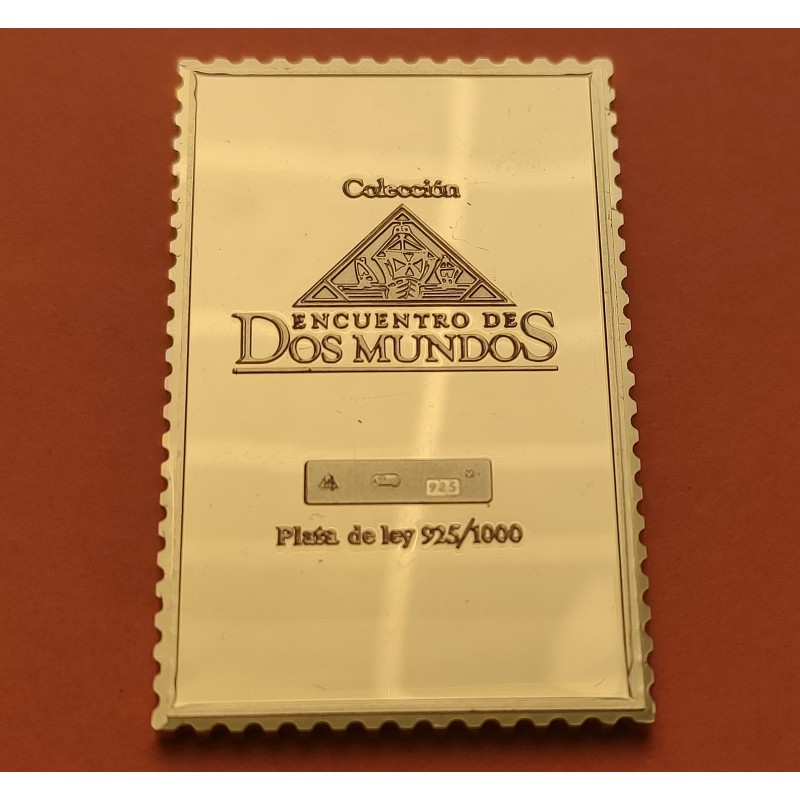 Colección
ENCUENTRO DE
DOS MUNDOS
925
Plata de ley 925/1000